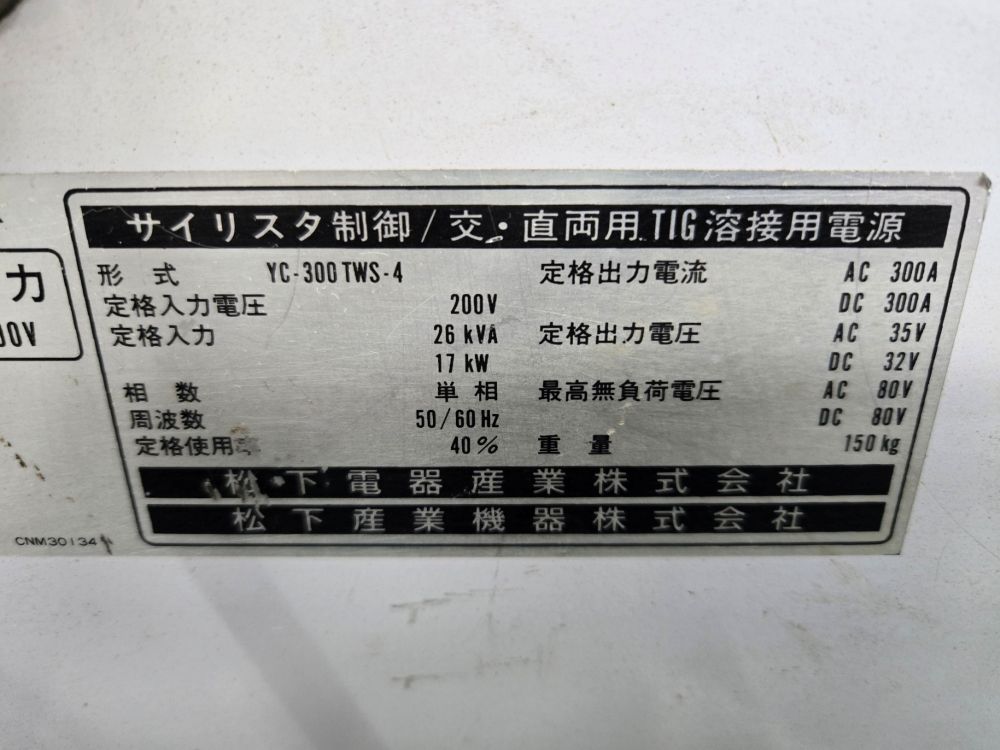 サイリスタ制御/交・直両用TIG溶接用電源
形式 YC-300TWS-4 定格出力電流 AC 300A
定格入力電圧 200V DC 300A
定格入力 26kVA 定格出力電圧 AC 35V
17kW DC 32V
相数 単相 最高無負荷電圧 AC 80V
周波数 50/60Hz DC 80V
定格使用 40% 重量 150kg
松下電器産業株式会社
松下産業機器株式会社
力
00V
CNM30134